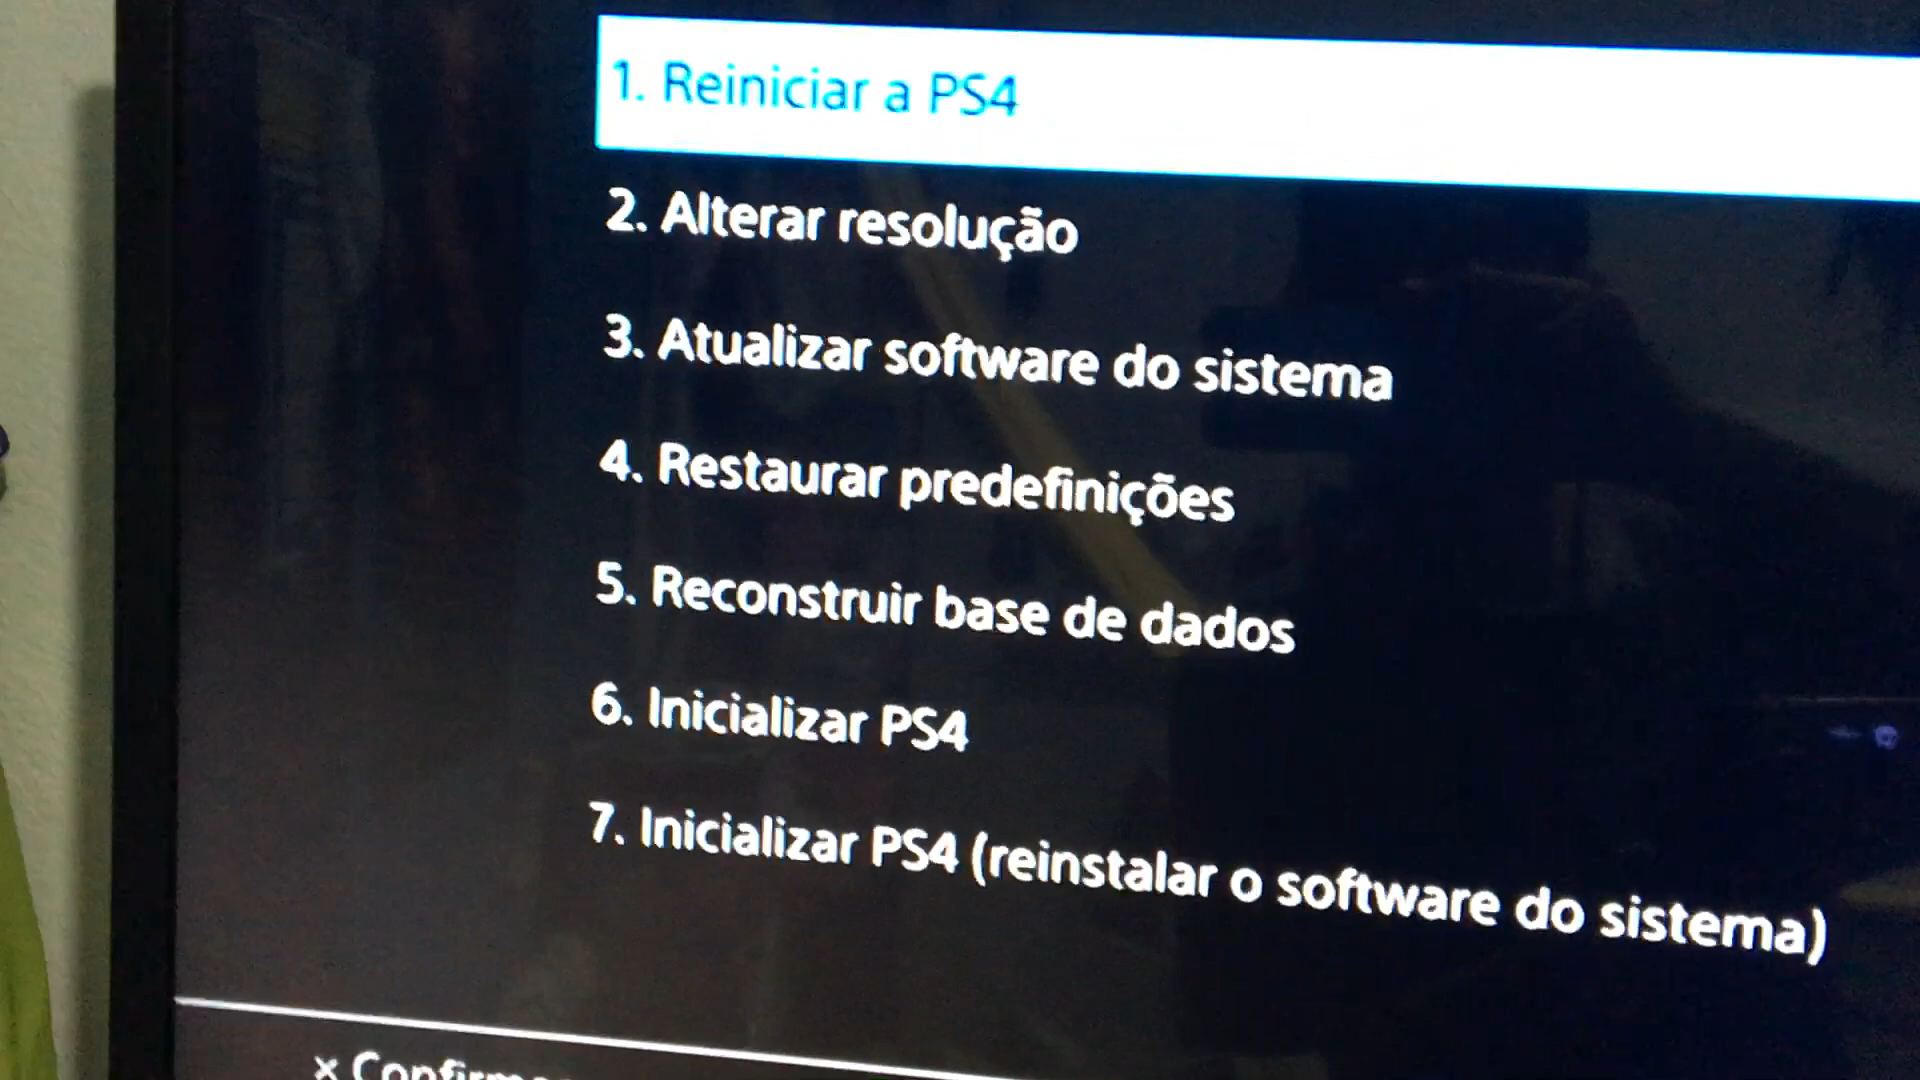 1. Reiniciar a PS4
2. Alterar resolução
3. Atualizar software do sistema
4. Restaurar predefinições
5. Reconstruir base de dados
6. Inicializar PS4
7. Inicializar PS4 (reinstalar o software do sistema)
x